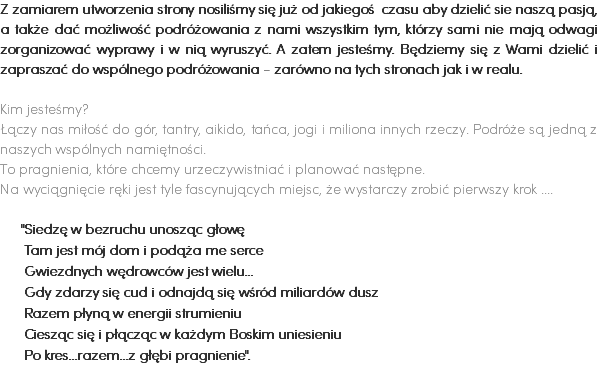 Z zamiarem utworzenia strony nosiliśmy się już od jakiegoś czasu aby dzielić sie naszą pasją,
a także dać możliwość podróżowania z nami wszystkim tym, którzy sami nie mają odwagi
zorganizować wyprawy i w nią wyruszyć. A zatem jesteśmy. Będziemy się z Wami dzielić i
zapraszać do wspólnego podróżowania – zarówno na tych stronach jak i w realu.
Kim jesteśmy?
Łączy nas miłość do gór, tantry, aikido, tańca, jogi i miliona innych rzeczy. Podróże są jedną z
naszych wspólnych namiętności.
To pragnienia, które chcemy urzeczywistniać i planować następne.
Na wyciągnięcie ręki jest tyle fascynujących miejsc, że wystarczy zrobić pierwszy krok ....
"Siedzę w bezruchu unosząc głowę
Tam jest mój dom i podąża me serce
Gwiezdnych wędrowców jest wielu...
Gdy zdarzy się cud i odnajdą się wśród miliardów dusz
Razem płyną w energii strumieniu
Ciesząc się i płącząc w każdym Boskim uniesieniu
Po kres...razem...z głębi pragnienie".